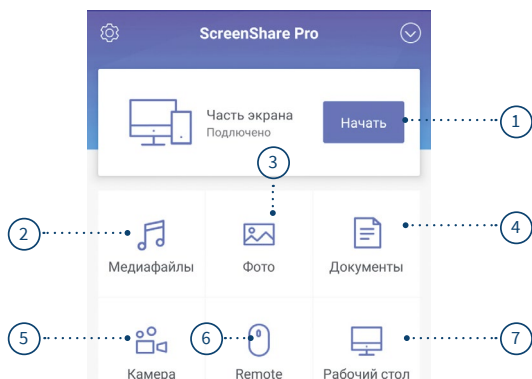 ScreenShare Pro
Часть экрана
Подлючено
Начать
1
3
2
4
Медиафайлы
Фото
Документы
5
6
7
Камера
Remote
Рабочий стол